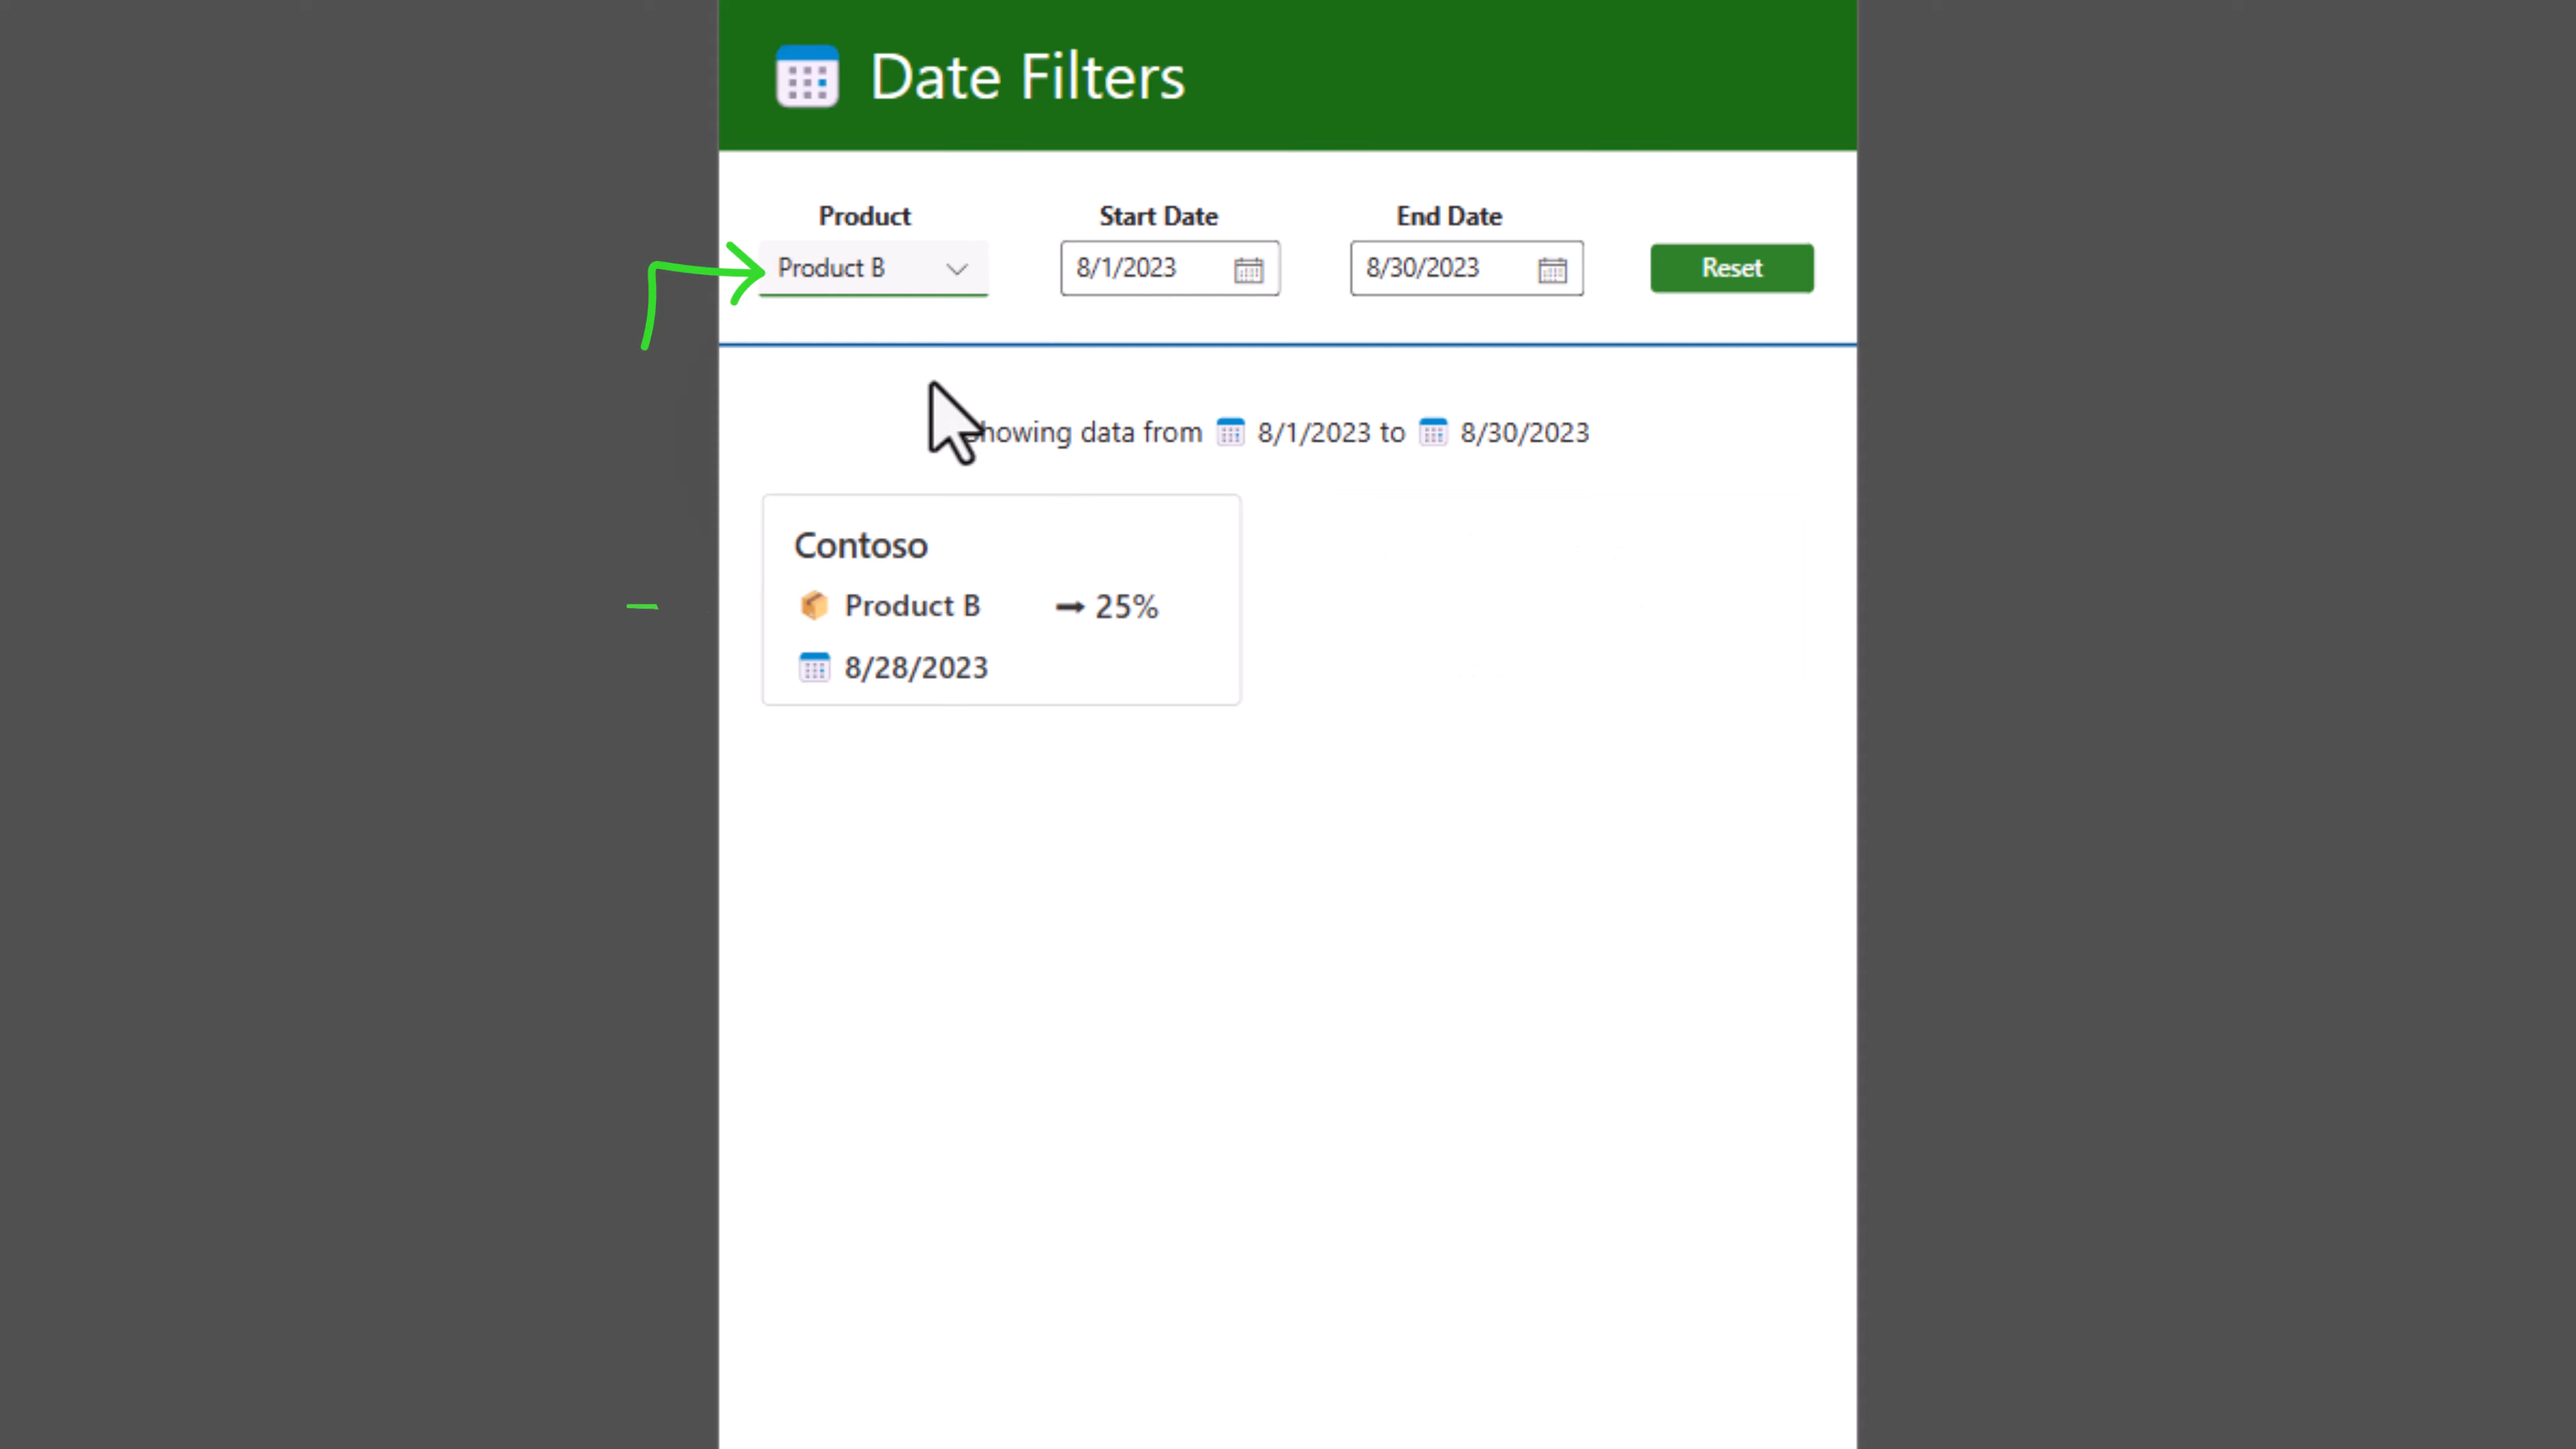 Date Filters
Product Start Date End Date
Product B 8/1/2023 8/30/2023 Reset
howing data from 8/1/2023 to 8/30/2023
Contoso
Product B 25%
8/28/2023